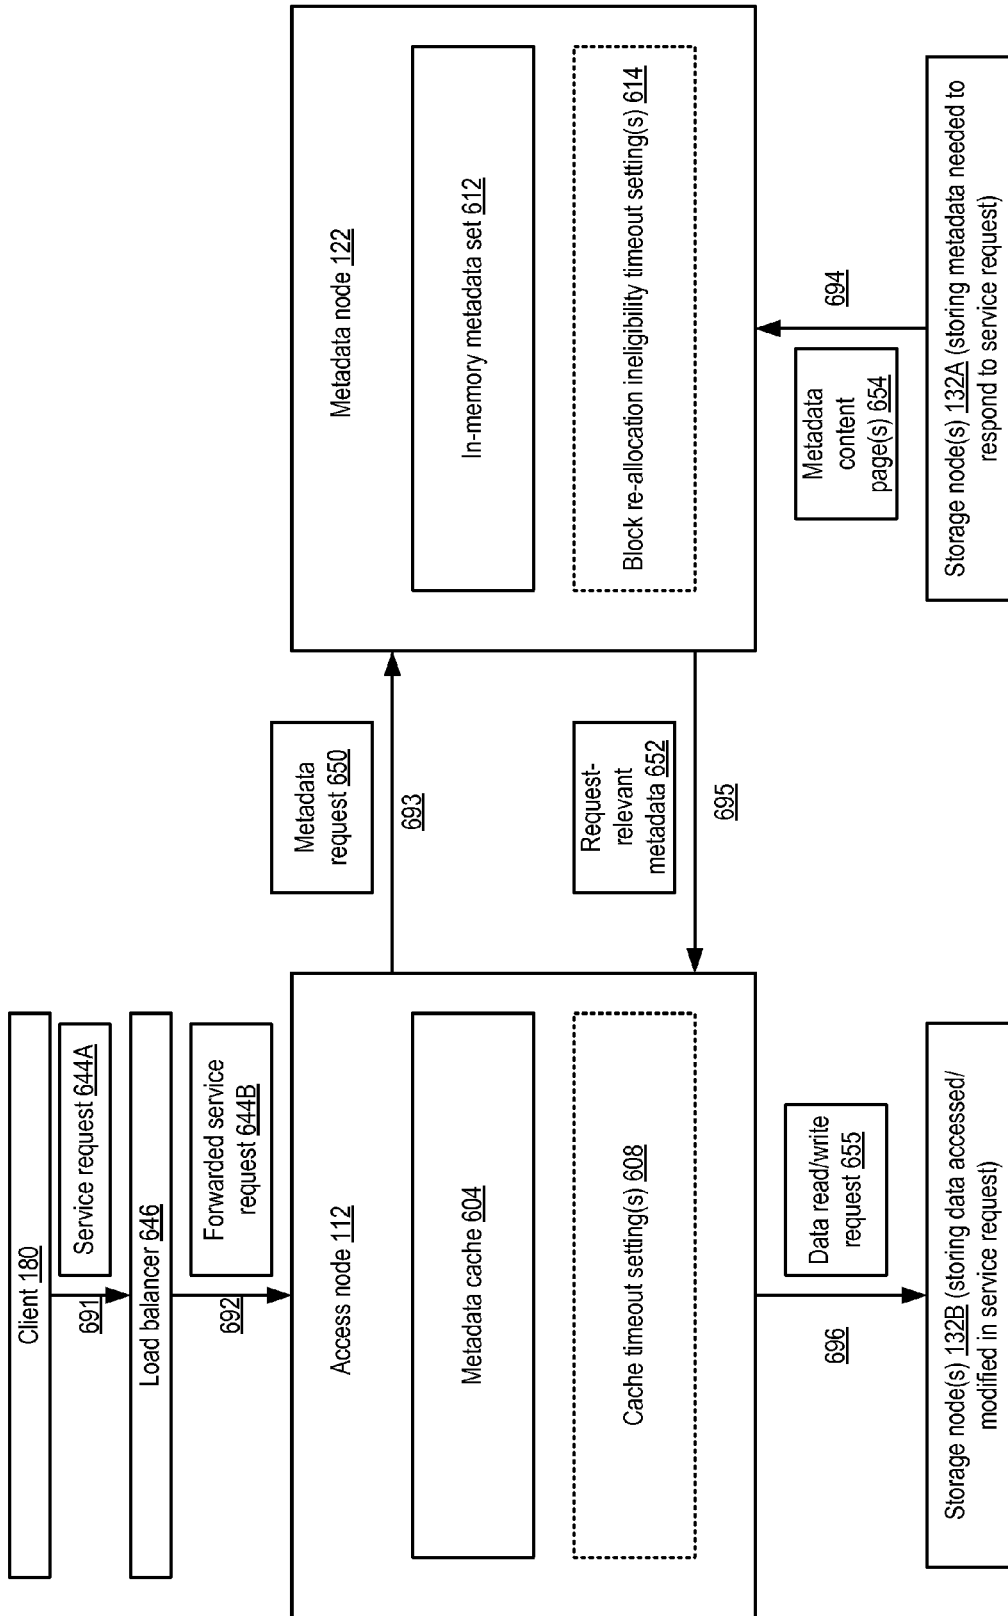 Client 180
Service request 644A
691
Load balancer 646
Forwarded service
request 644B
692
Access node 112
Metadata cache 604
Cache timeout setting(s) 608
Metadata
request 650
693
Request-
relevant
metadata 652
695
Metadata node 122
In-memory metadata set 612
Block re-allocation ineligibility timeout setting(s) 614
Data read/write
request 655
696
Storage node(s) 132B (storing data accessed/
modified in service request)
Metadata
content
page(s) 654
694
Storage node(s) 132A (storing metadata needed to
respond to service request)